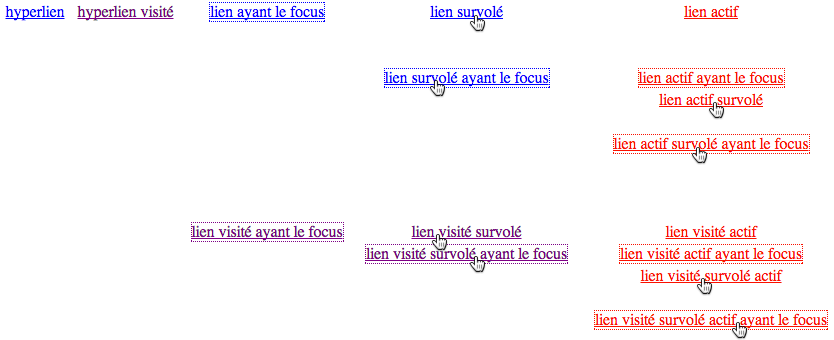 hyperlien hyperlien visité lien ayant le focus lien survolé lien actif
lien survolé ayant le focus lien actif ayant le focus
lien actif survolé
lien actif survolé ayant le focus
lien visité ayant le focus lien visité survolé lien visité actif
lien visité survolé ayant le focus lien visité actif ayant le focus
lien visité survolé actif
lien visité survolé actif ayant le focus